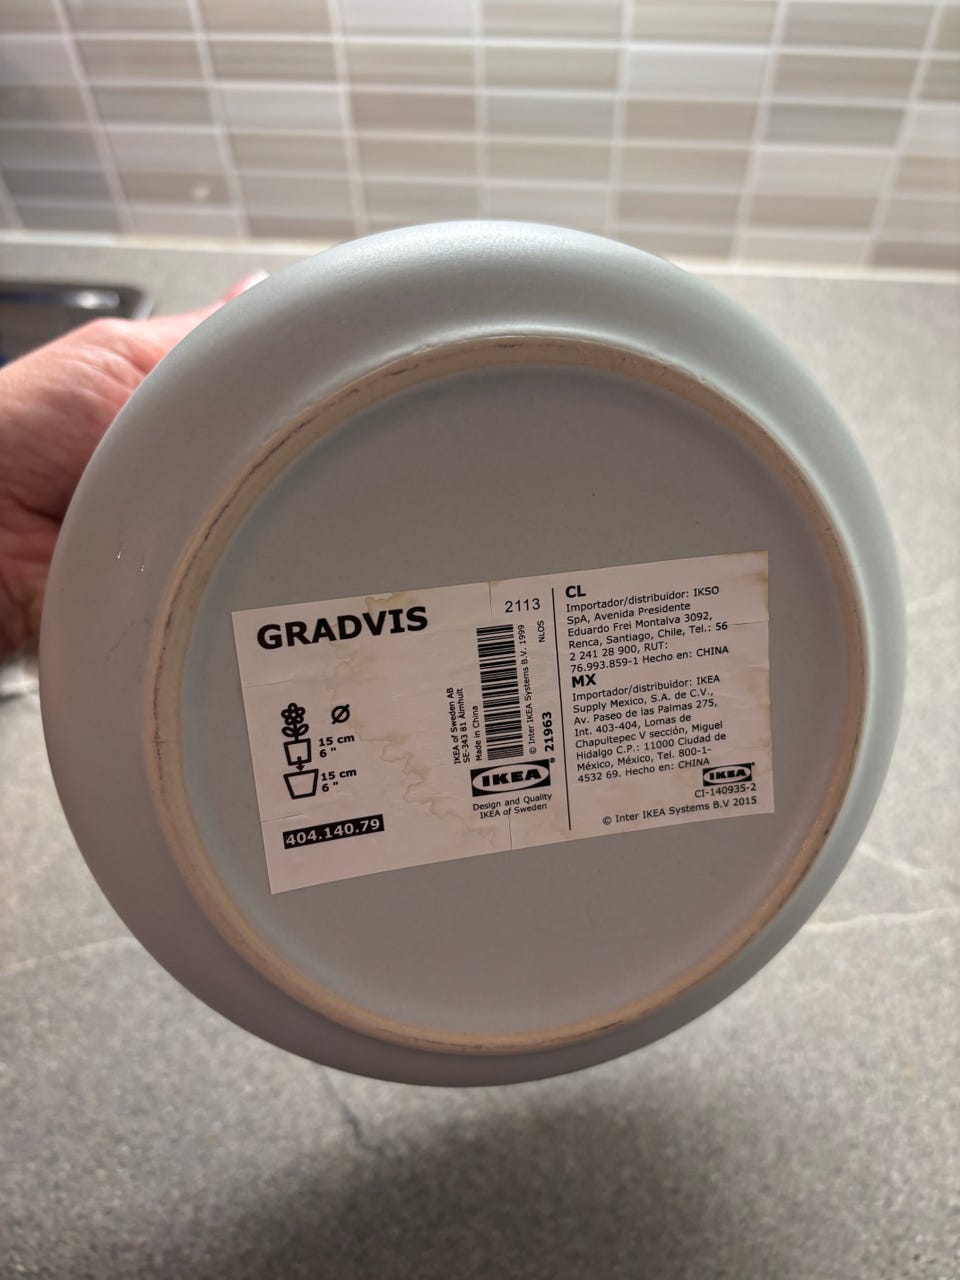 GRADVIS
Ø
15 cm
6 "
15 cm
6 "
404.140.79
2113
IKEA of Sweden AB
SE-343 81 Älmhult
Made in China
© Inter IKEA Systems B.V. 1999
21963
NLOS
IKEA®
Design and Quality
IKEA of Sweden
CL
Importador/distribuidor: IKSO
SpA, Avenida Presidente
Eduardo Frei Montalva 3092,
Renca, Santiago, Chile, Tel.: 56
2 241 28 900, RUT:
76.993.859-1 Hecho en: CHINA
MX
Importador/distribuidor: IKEA
Supply Mexico, S.A. de C.V.,
Av. Paseo de las Palmas 275,
Int. 403-404, Lomas de
Chapultepec V sección, Miguel
Hidalgo C.P.: 11000 Ciudad de
México, México, Tel. 800-1-
4532 69. Hecho en: CHINA
IKEA
CI-140935-2
© Inter IKEA Systems B.V 2015